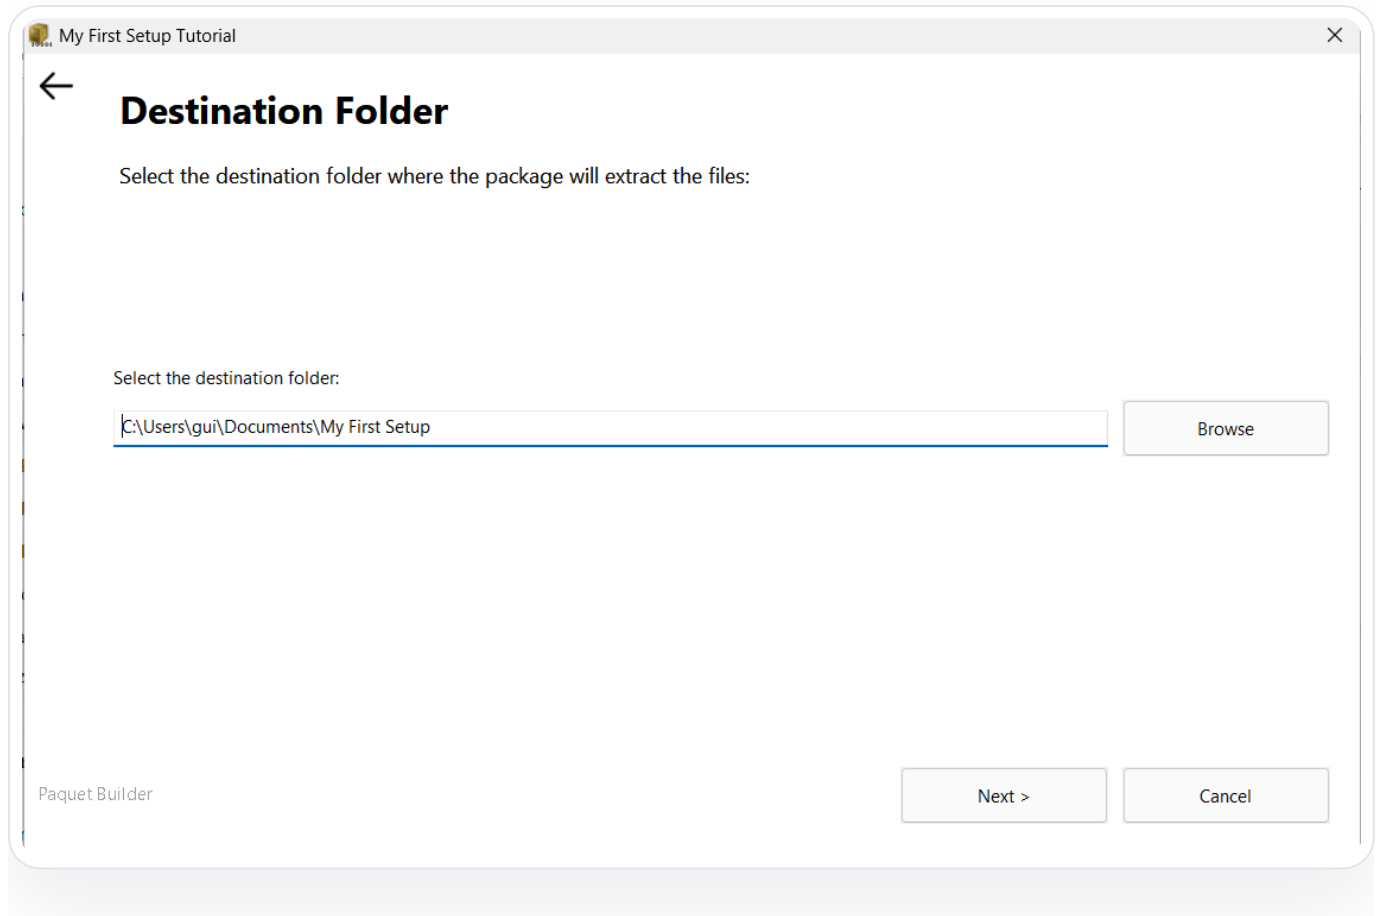 My First Setup Tutorial
Destination Folder
Select the destination folder where the package will extract the files:
Select the destination folder:
C:\Users\gui\Documents\My First Setup
Browse
Paquet Builder
Next >
Cancel